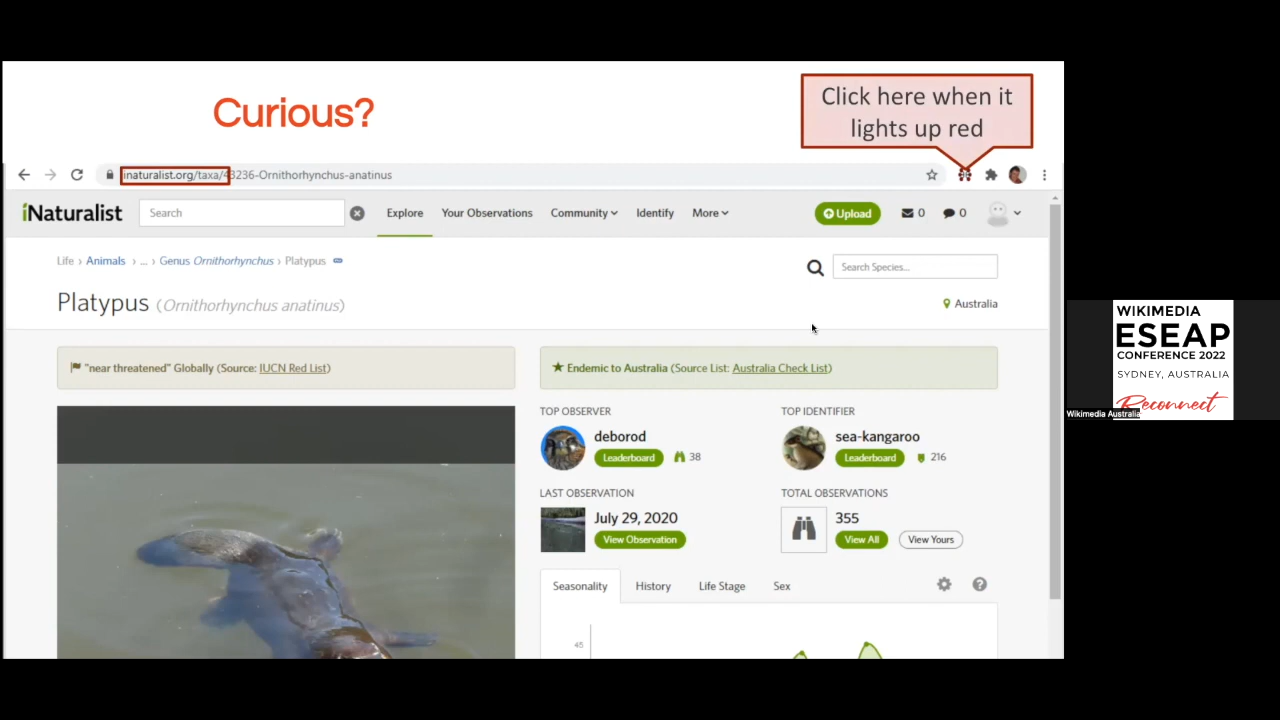 Curious?
Click here when it
lights up red
inaturalist.org/taxa/43236-Ornithorhynchus-anatinus
iNaturalist
Search
Explore
Your Observations
Community
Identify
More
Upload
0
0
Life › Animals › ... › Genus Ornithorhynchus › Platypus
Search Species...
Platypus (Ornithorhynchus anatinus)
Australia
"near threatened" Globally (Source: IUCN Red List)
Endemic to Australia (Source List: Australia Check List)
TOP OBSERVER
deborod
Leaderboard
38
TOP IDENTIFIER
sea-kangaroo
Leaderboard
216
LAST OBSERVATION
July 29, 2020
View Observation
TOTAL OBSERVATIONS
355
View All
View Yours
Seasonality
History
Life Stage
Sex
45
WIKIMEDIA
ESEAP
CONFERENCE 2022
SYDNEY, AUSTRALIA
Reconnect
Wikimedia Australia